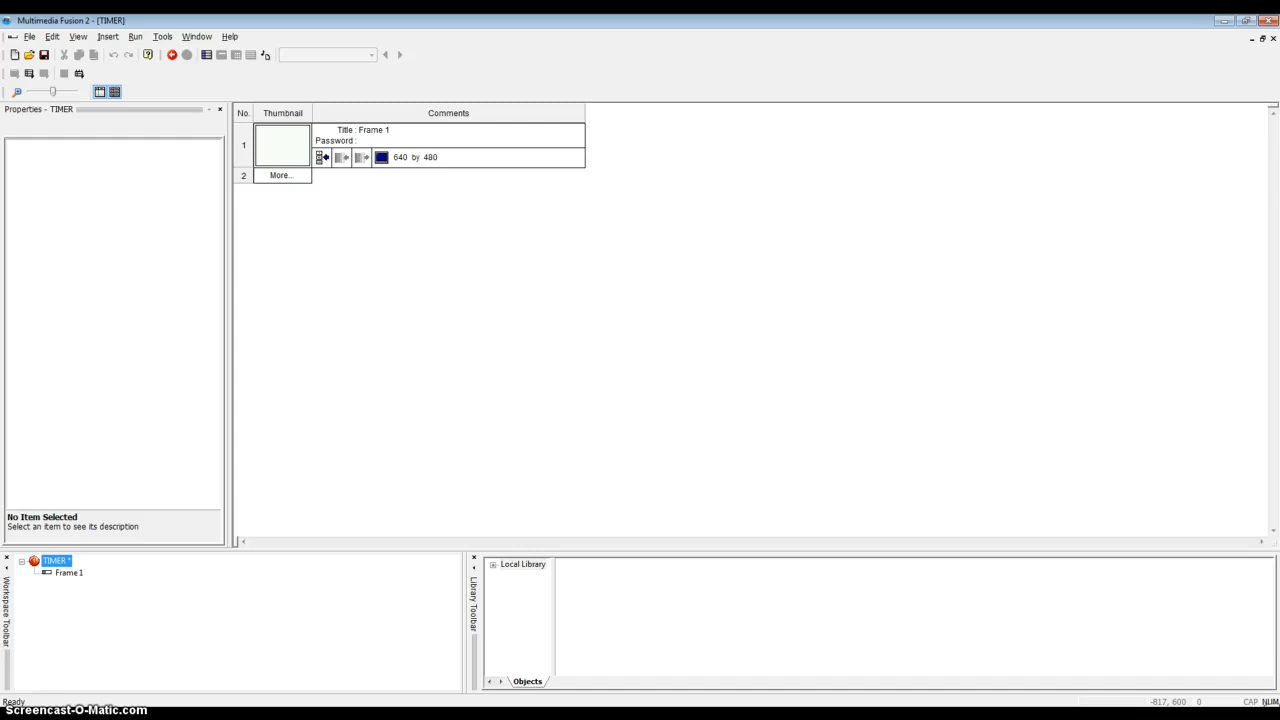 Multimedia Fusion 2 - [TIMER]
File Edit View Insert Run Tools Window Help
Properties - TIMER
No. Thumbnail Comments
1
Title : Frame 1
Password :
640 by 480
2 More...
No Item Selected
Select an item to see its description
TIMER *
Frame 1
Workspace Toolbar
Library Toolbar
Local Library
Objects
Ready
-817, 600 0 CAP NUM
Screencast-O-Matic.com